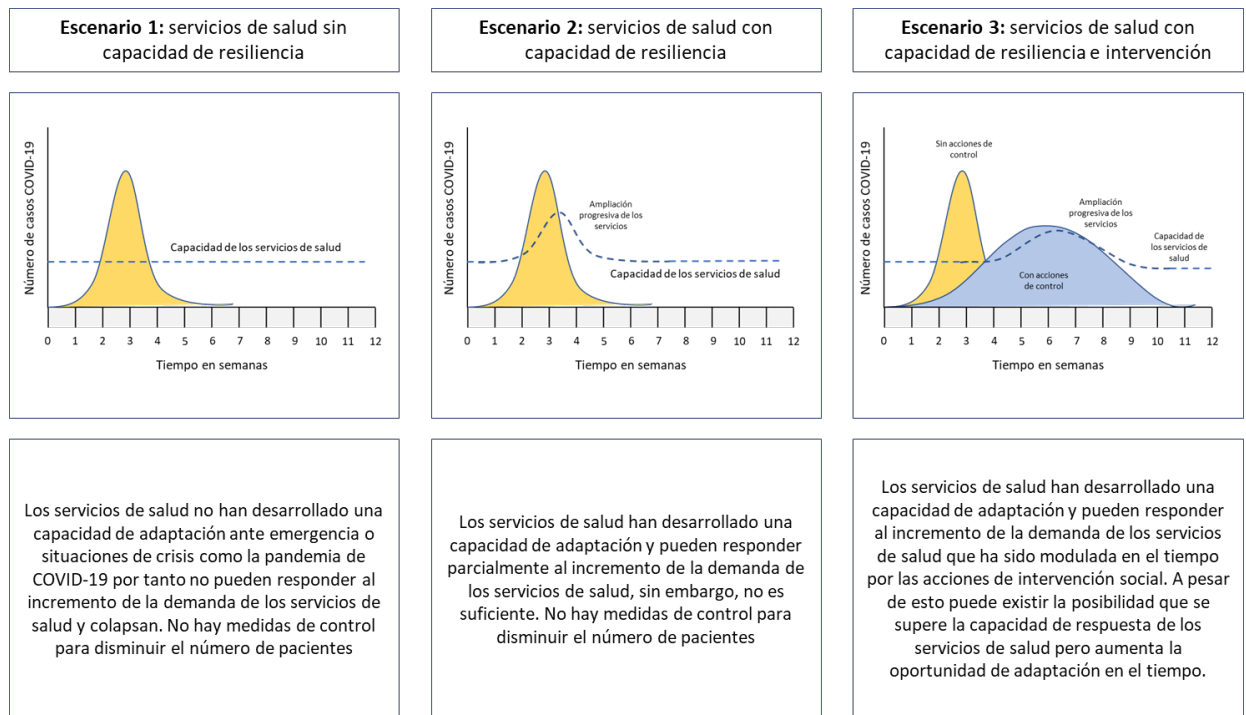 Escenario 1: servicios de salud sin
capacidad de resiliencia
Número de casos COVID-19
Capacidad de los servicios de salud
0 1 2 3 4 5 6 7 8 9 10 11 12
Tiempo en semanas
Los servicios de salud no han desarrollado una
capacidad de adaptación ante emergencia o
situaciones de crisis como la pandemia de
COVID-19 por tanto no pueden responder al
incremento de la demanda de los servicios de
salud y colapsan. No hay medidas de control
para disminuir el número de pacientes
Escenario 2: servicios de salud con
capacidad de resiliencia
Número de casos COVID-19
Ampliación
progresiva de los
servicios
Capacidad de los servicios de salud
0 1 2 3 4 5 6 7 8 9 10 11 12
Tiempo en semanas
Los servicios de salud han desarrollado una
capacidad de adaptación y pueden responder
parcialmente al incremento de la demanda de
los servicios de salud, sin embargo, no es
suficiente. No hay medidas de control para
disminuir el número de pacientes
Escenario 3: servicios de salud con
capacidad de resiliencia e intervención
Número de casos COVID-19
Sin acciones de
control
Ampliación
progresiva de los
servicios
Capacidad de
los servicios de
salud
Con acciones
de control
0 1 2 3 4 5 6 7 8 9 10 11 12
Tiempo en semanas
Los servicios de salud han desarrollado una
capacidad de adaptación y pueden responder
al incremento de la demanda de los servicios
de salud que ha sido modulada en el tiempo
por las acciones de intervención social. A pesar
de esto puede existir la posibilidad que se
supere la capacidad de respuesta de los
servicios de salud pero aumenta la
oportunidad de adaptación en el tiempo.